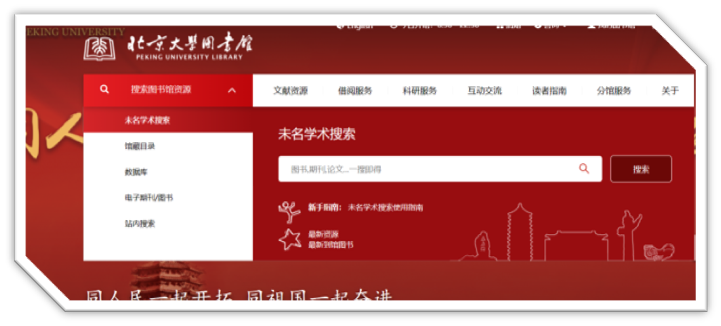 PEKING UNIVERSITY
English
北京大学图书馆
PEKING UNIVERSITY LIBRARY
搜索图书馆资源
文献资源 借阅服务 科研服务 互动交流 读者指南 分馆服务 关于
未名学术搜索
馆藏目录
数据库
电子期刊/图书
站内搜索
未名学术搜索
图书,期刊,论文...一搜即得
搜索
新手指南: 未名学术搜索使用指南
最新资源
最新到馆图书
同人民一起开拓 同祖国一起奋进